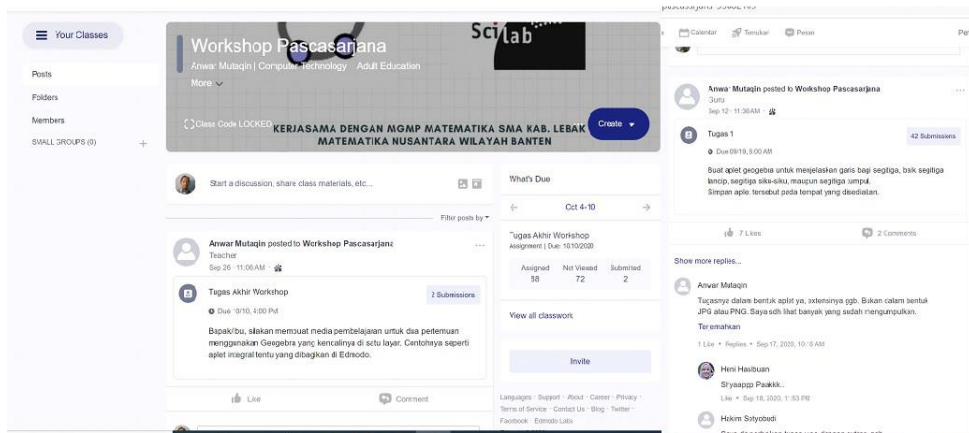 Your Classes
Posts
Folders
Members
SMALL GROUPS (0)
Scilab
Workshop Pascasarjana
Anwar Mutaqin | Computer Technology Adult Education
More
Class Code LOCKED
KERJASAMA DENGAN MGMP MATEMATIKA SMA KAB. LEBAK
MATEMATIKA NUSANTARA WILAYAH BANTEN
Create
Start a discussion, share class materials, etc...
Filter posts by
Anwar Mutaqin posted to Workshop Pascasarjana
Teacher
Sep 26 · 11:06 AM ·
Tugas Akhir Workshop
2 Submissions
Due 10/10, 4:00 PM
Bapak/Ibu, silakan membuat media pembelajaran untuk dua pertemuan
menggunakan Geogebra yang kencalinya di satu layar. Contohnya seperti
aplet integral tentu yang dibagikan di Edmodo.
Like
Comment
What's Due
Oct 4-10
Tugas Akhir Workshop
Assignment | Due: 10/10/2020
Assigned Not Viewed Submitted
88 72 2
View all classwork
Invite
Languages · Support · About · Career · Privacy ·
Terms of Service · Contact Us · Blog · Twitter ·
Facebook · Edmodo Labs
Calendar
Temukan
Pesan
Anwar Mutaqin posted to Workshop Pascasarjana
Guru
Sep 12 · 11:36 AM ·
Tugas 1
42 Submissions
Due 09/19, 5:00 AM
Buat aplet geogebra untuk menjelaskan garis bagi segitiga, baik segitiga
lancip, segitiga siku-siku, maupun segitiga tumpul.
Simpan aplet tersebut pada tempat yang disediakan.
7 Likes
2 Comments
Show more replies...
Anwar Mutaqin
Tugasnya dalam bentuk aplet ya, extensinya ggb. Bukan dalam bentuk
JPG atau PNG. Saya sdh lihat banyak yang sudah mengumpulkan.
Terjemahkan
1 Like • Replies • Sep 17, 2020, 10:16 AM
Heni Hasibuan
Siyaappp Paakkk..
Like • Sep 18, 2020, 1:53 PM
Hakim Satyobudi